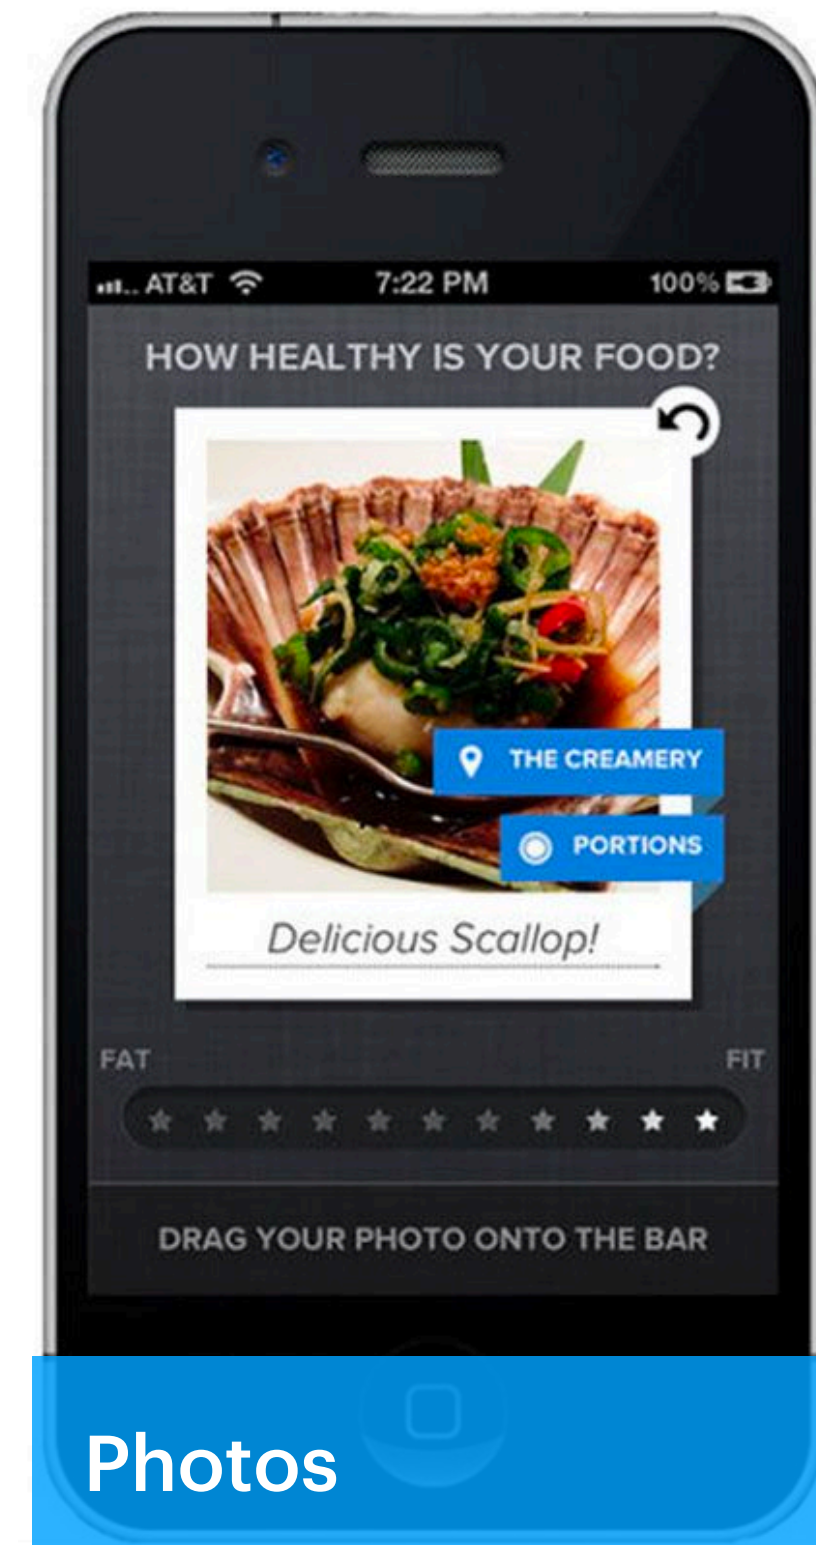 AT&T 7:22 PM 100%
HOW HEALTHY IS YOUR FOOD?
THE CREAMERY
PORTIONS
Delicious Scallop!
FAT FIT
DRAG YOUR PHOTO ONTO THE BAR
Photos